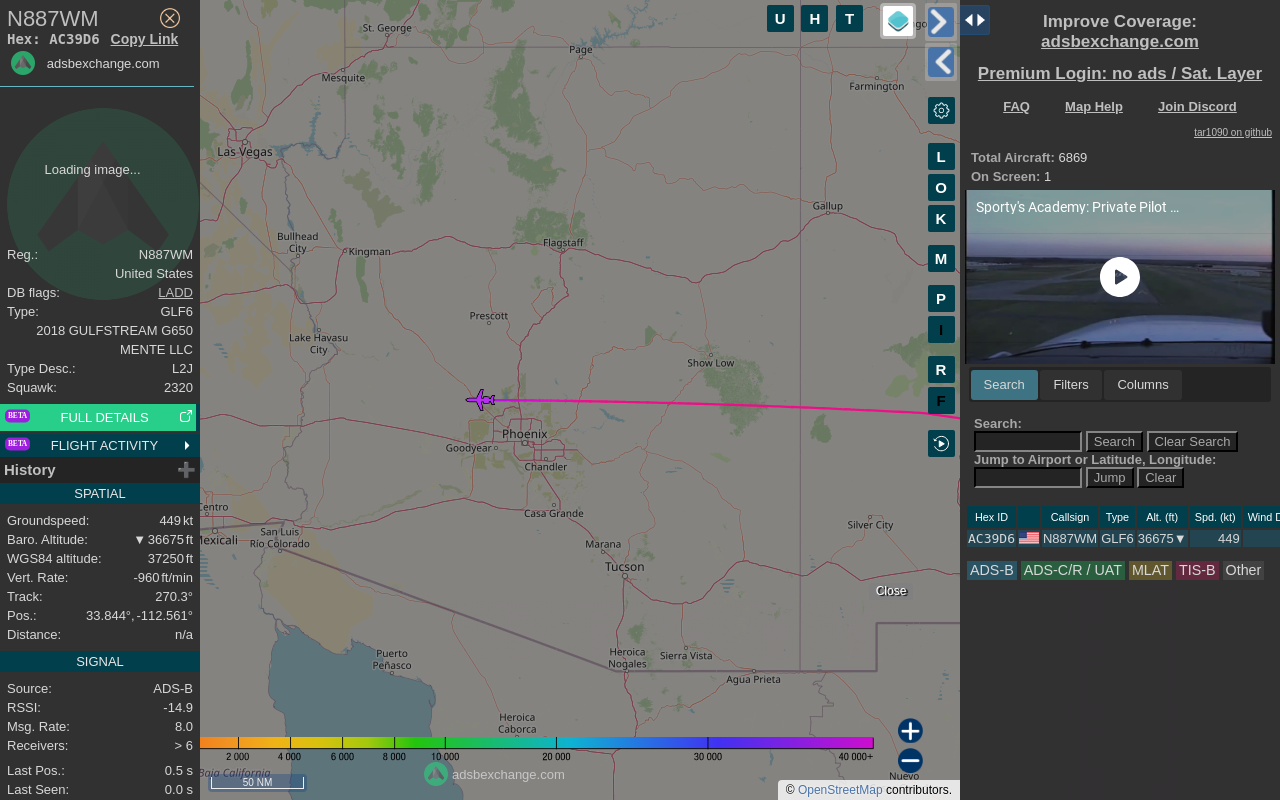 N887WM
Hex: AC39D6 Copy Link
adsbexchange.com
Loading image...
Reg.: N887WM
United States
DB flags: LADD
Type: GLF6
2018 GULFSTREAM G650
MENTE LLC
Type Desc.: L2J
Squawk: 2320
BETA FULL DETAILS
BETA FLIGHT ACTIVITY
History
SPATIAL
Groundspeed: 449 kt
Baro. Altitude: ▼ 36675 ft
WGS84 altitude: 37250 ft
Vert. Rate: -960 ft/min
Track: 270.3°
Pos.: 33.844°, -112.561°
Distance: n/a
SIGNAL
Source: ADS-B
RSSI: -14.9
Msg. Rate: 8.0
Receivers: > 6
Last Pos.: 0.5 s
Last Seen: 0.0 s
U H T
St. George
Page
Mesquite
Farmington
Las Vegas
Gallup
Bullhead
City
Flagstaff
Kingman
Prescott
Lake Havasu
City
Show Low
Phoenix
Goodyear
Chandler
Casa Grande
Silver City
San Luis
Río Colorado
Marana
Tucson
Close
Puerto
Peñasco
Heroica
Nogales
Sierra Vista
Agua Prieta
Heroica
Caborca
Nuevo
L
O
K
M
P
I
R
F
2 000 4 000 6 000 8 000 10 000 20 000 30 000 40 000+
Baja California
50 NM
adsbexchange.com
© OpenStreetMap contributors.
Improve Coverage:
adsbexchange.com
Premium Login: no ads / Sat. Layer
FAQ Map Help Join Discord
tar1090 on github
Total Aircraft: 6869
On Screen: 1
Sporty's Academy: Private Pilot ...
Search Filters Columns
Search:
Search Clear Search
Jump to Airport or Latitude, Longitude:
Jump Clear
Hex ID Callsign Type Alt. (ft) Spd. (kt) Wind D
AC39D6 N887WM GLF6 36675▼ 449
ADS-B ADS-C/R / UAT MLAT TIS-B Other